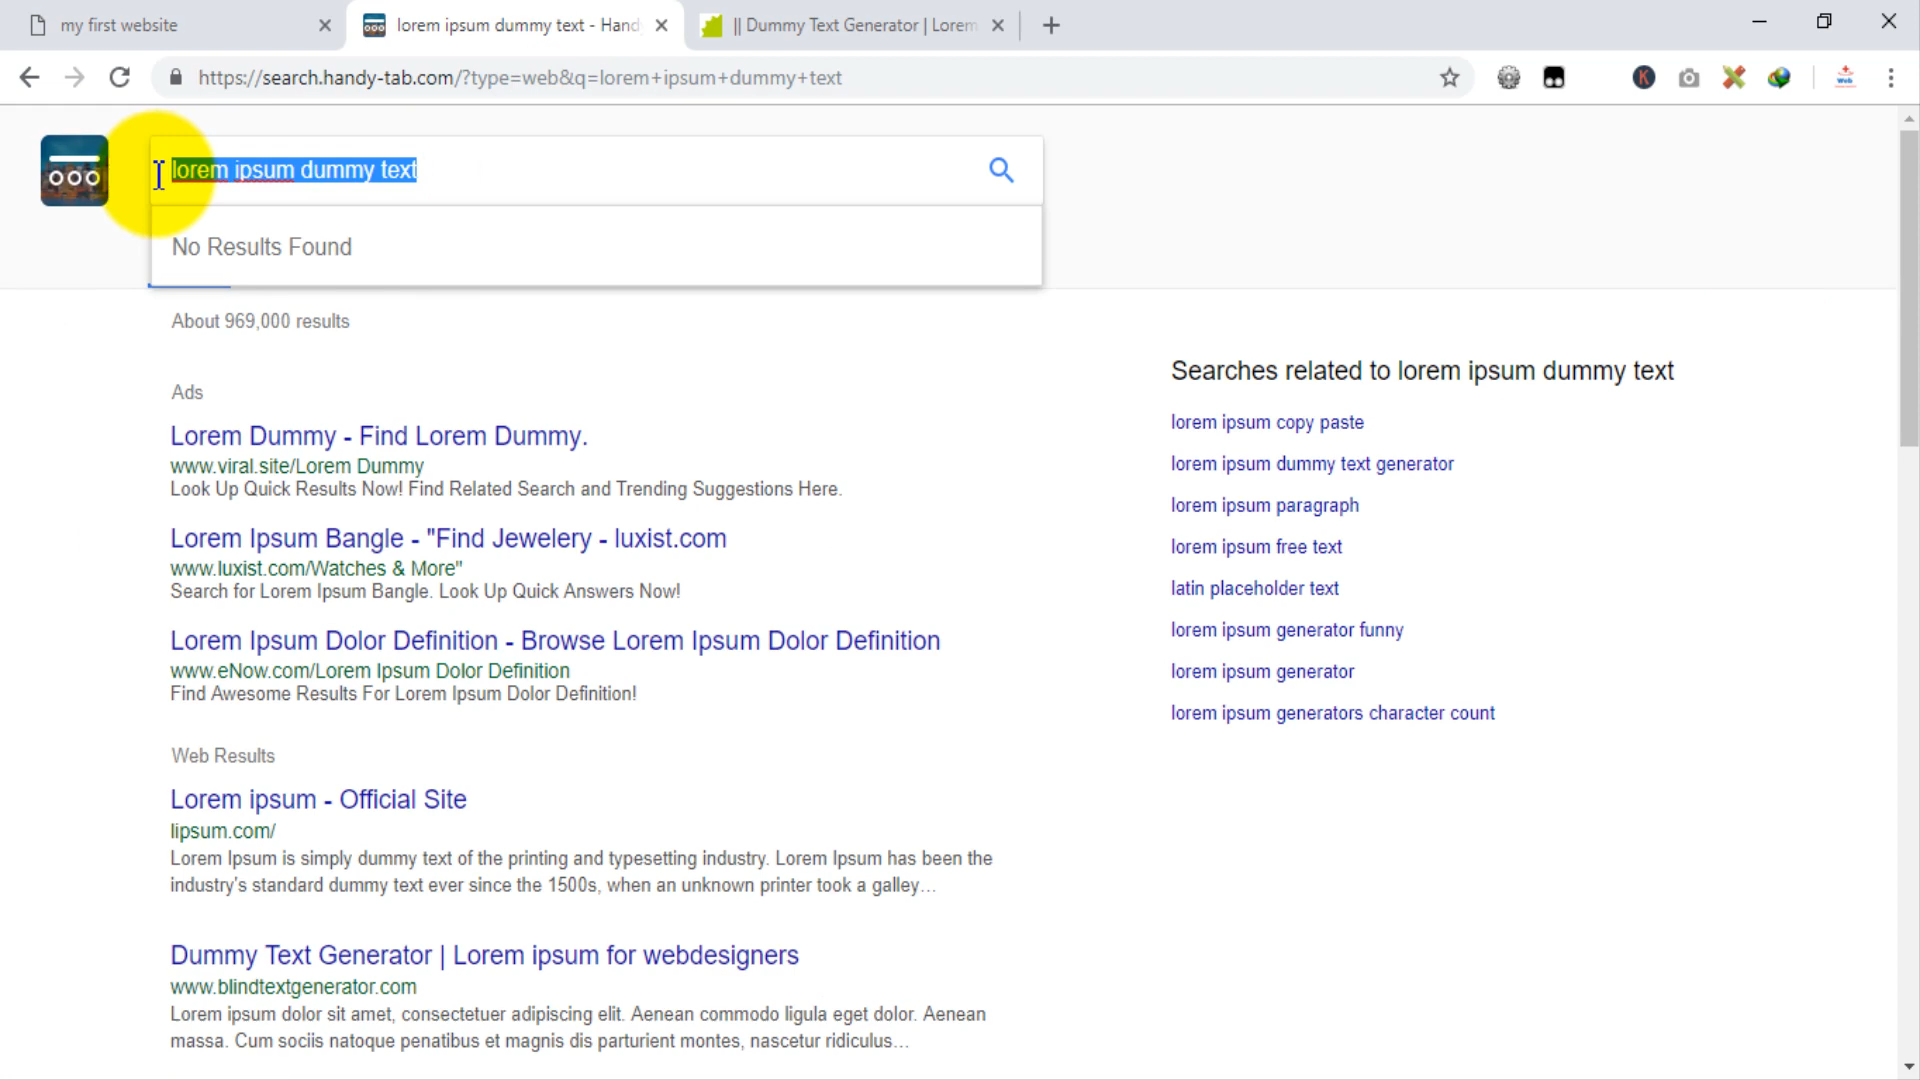 my first website
lorem ipsum dummy text - Hand
|| Dummy Text Generator | Lorem
https://search.handy-tab.com/?type=web&q=lorem+ipsum+dummy+text
K
Web
lorem ipsum dummy text
No Results Found
About 969,000 results
Ads
Lorem Dummy - Find Lorem Dummy.
www.viral.site/Lorem Dummy
Look Up Quick Results Now! Find Related Search and Trending Suggestions Here.
Lorem Ipsum Bangle - "Find Jewelery - luxist.com
www.luxist.com/Watches & More"
Search for Lorem Ipsum Bangle. Look Up Quick Answers Now!
Lorem Ipsum Dolor Definition - Browse Lorem Ipsum Dolor Definition
www.eNow.com/Lorem Ipsum Dolor Definition
Find Awesome Results For Lorem Ipsum Dolor Definition!
Web Results
Lorem ipsum - Official Site
lipsum.com/
Lorem Ipsum is simply dummy text of the printing and typesetting industry. Lorem Ipsum has been the
industry's standard dummy text ever since the 1500s, when an unknown printer took a galley...
Dummy Text Generator | Lorem ipsum for webdesigners
www.blindtextgenerator.com
Lorem ipsum dolor sit amet, consectetuer adipiscing elit. Aenean commodo ligula eget dolor. Aenean
massa. Cum sociis natoque penatibus et magnis dis parturient montes, nascetur ridiculus...
Searches related to lorem ipsum dummy text
lorem ipsum copy paste
lorem ipsum dummy text generator
lorem ipsum paragraph
lorem ipsum free text
latin placeholder text
lorem ipsum generator funny
lorem ipsum generator
lorem ipsum generators character count